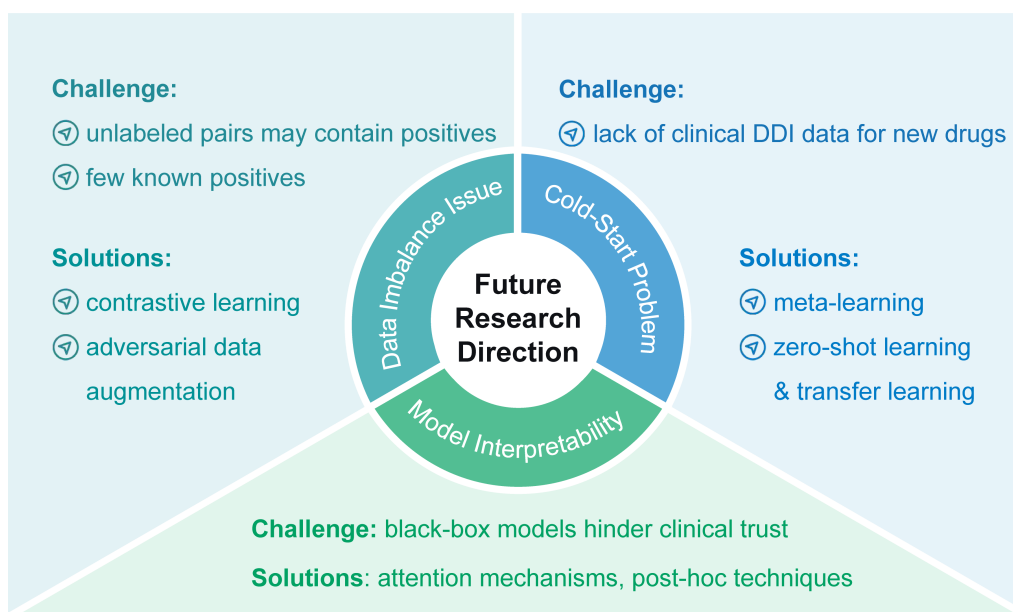 Challenge:
unlabeled pairs may contain positives
few known positives
Solutions:
contrastive learning
adversarial data
augmentation
Data Imbalance Issue
Challenge:
lack of clinical DDI data for new drugs
Solutions:
meta-learning
zero-shot learning
& transfer learning
Cold-Start Problem
Future
Research
Direction
Model Interpretability
Challenge: black-box models hinder clinical trust
Solutions: attention mechanisms, post-hoc techniques